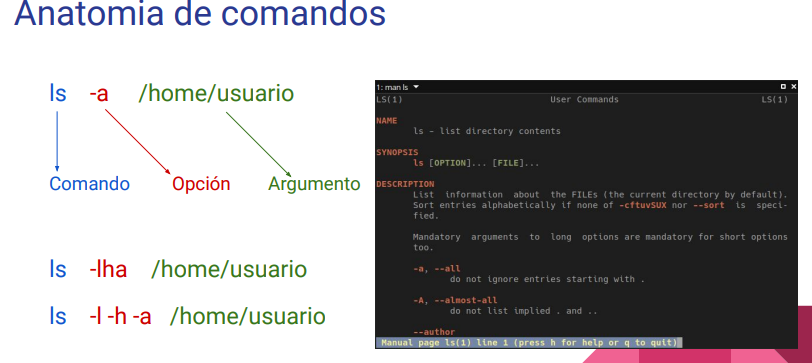 Anatomia de comandos
ls -a /home/usuario
Comando Opción Argumento
ls -lha /home/usuario
ls -l -h -a /home/usuario
1: man ls
LS(1) User Commands LS(1)
NAME
ls - list directory contents
SYNOPSIS
ls [OPTION]... [FILE]...
DESCRIPTION
List information about the FILEs (the current directory by default).
Sort entries alphabetically if none of -cftuvSUX nor --sort is speci-
fied.
Mandatory arguments to long options are mandatory for short options
too.
-a, --all
do not ignore entries starting with .
-A, --almost-all
do not list implied . and ..
--author
Manual page ls(1) line 1 (press h for help or q to quit)